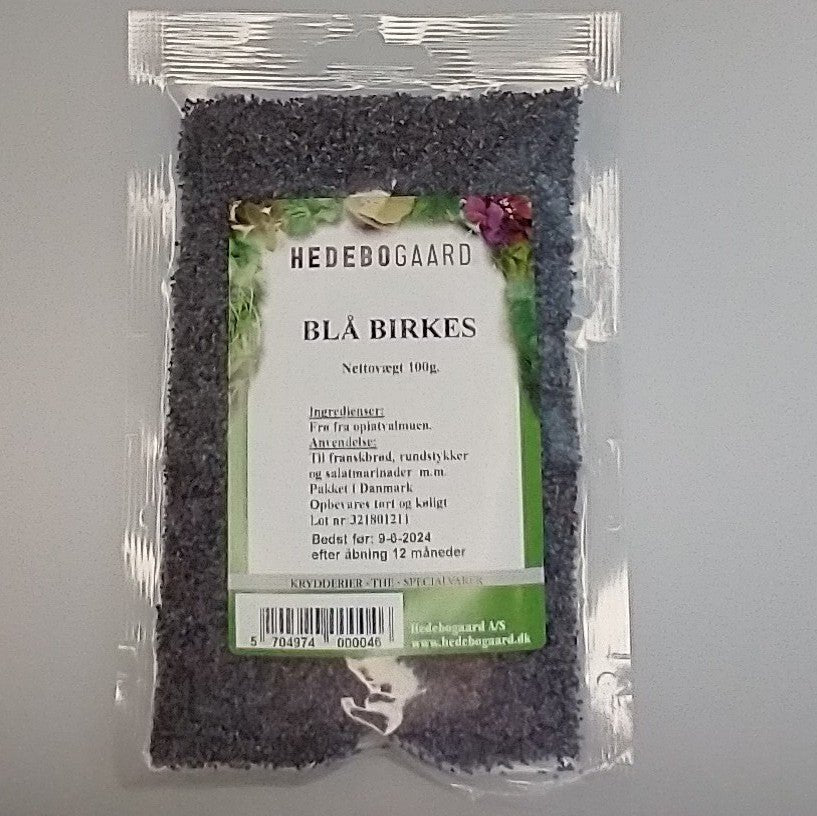 HEDEBOGAARD
BLÅ BIRKES
Nettovægt 100g.
Ingredienser:
Frø fra opiatvalmuen.
Anvendelse:
Til franskbrød, rundstykker
og salatmarinader m.m.
Pakket i Danmark
Opbevares tørt og køligt
Lot nr 321801211
Bedst før: 9-6-2024
efter åbning 12 måneder
KRYDDERIER - THE - SPECIALVARER
5 704974 000046
Hedebogaard A/S
www.hedebogaard.dk